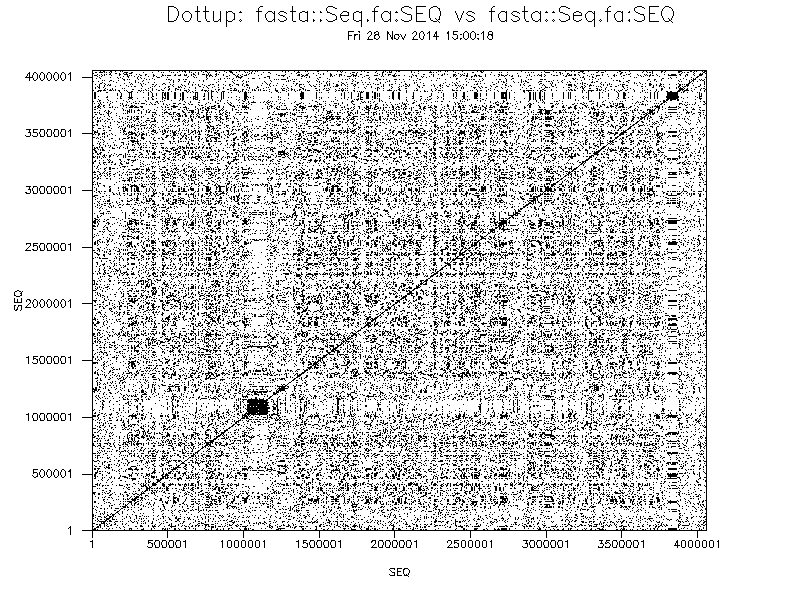 Dottup: fasta::Seq.fa:SEQ vs fasta::Seq.fa:SEQ
Fri 28 Nov 2014 15:00:18
4000001
3500001
3000001
2500001
SEQ
2000001
1500001
1000001
500001
1
1 500001 1000001 1500001 2000001 2500001 3000001 3500001 4000001
SEQ